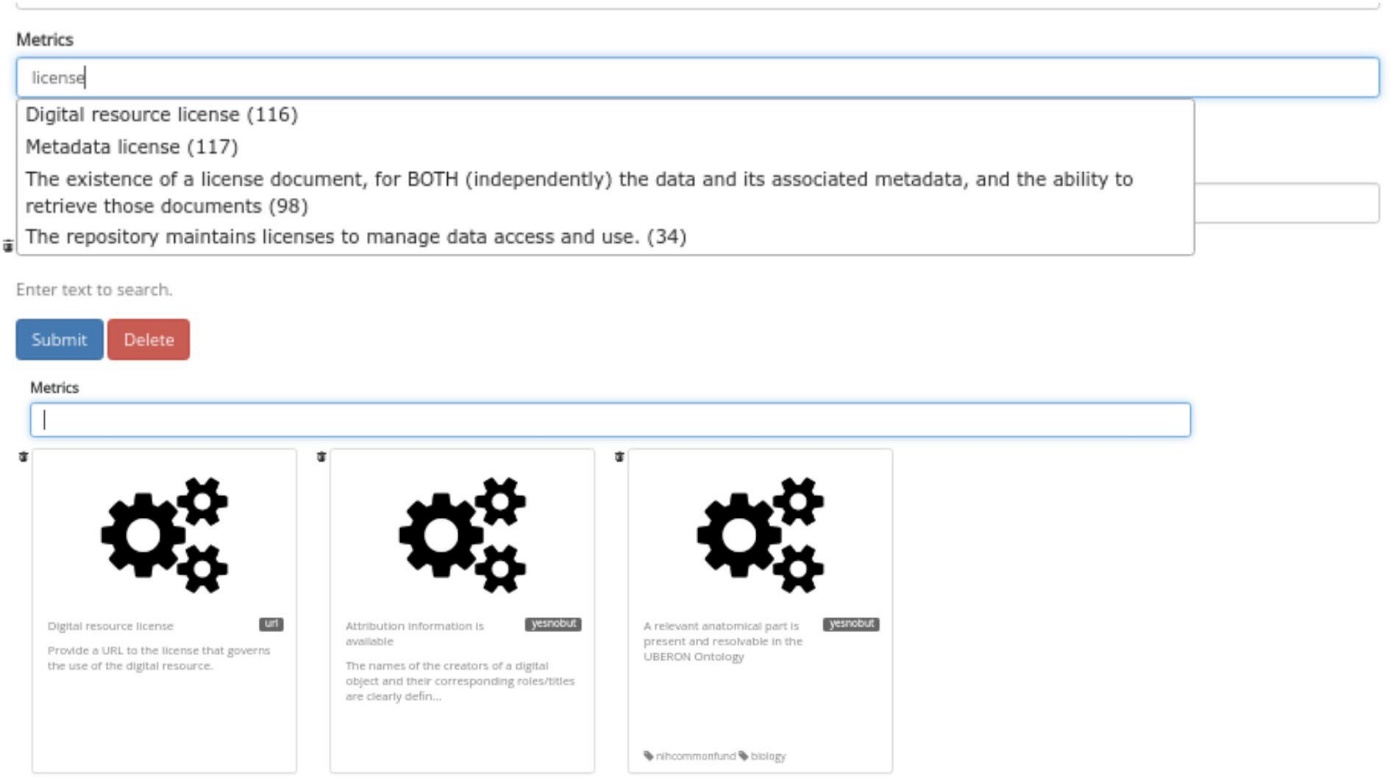 Metrics
license
Digital resource license (116)
Metadata license (117)
The existence of a license document, for BOTH (independently) the data and its associated metadata, and the ability to
retrieve those documents (98)
The repository maintains licenses to manage data access and use. (34)
Enter text to search.
Submit Delete
Metrics
Digital resource license url
Provide a URL to the license that governs
the use of the digital resource.
Attribution information is yesnobut
available
The names of the creators of a digital
object and their corresponding roles/titles
are clearly defin...
A relevant anatomical part is yesnobut
present and resolvable in the
UBERON Ontology
nihcommonfund biology